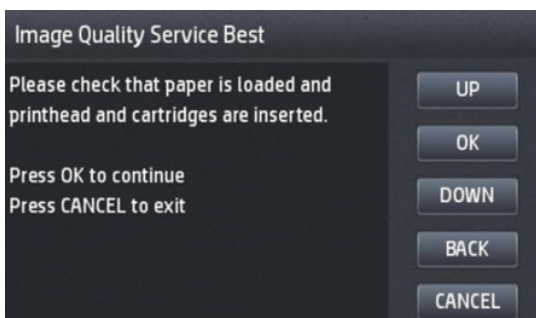 Image Quality Service Best
Please check that paper is loaded and
printhead and cartridges are inserted.
Press OK to continue
Press CANCEL to exit
UP
OK
DOWN
BACK
CANCEL